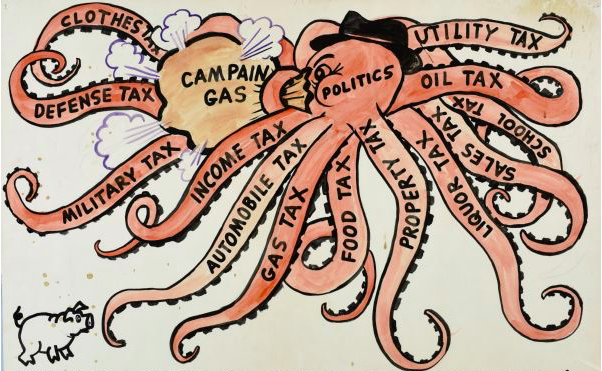 CLOTHES TAX
UTILITY TAX
CAMPAIN
GAS
POLITICS
OIL TAX
DEFENSE TAX
SCHOOL TAX
SALES TAX
MILITARY TAX
INCOME TAX
AUTOMOBILE TAX
GAS TAX
FOOD TAX
PROPERTY TAX
LIQUOR TAX